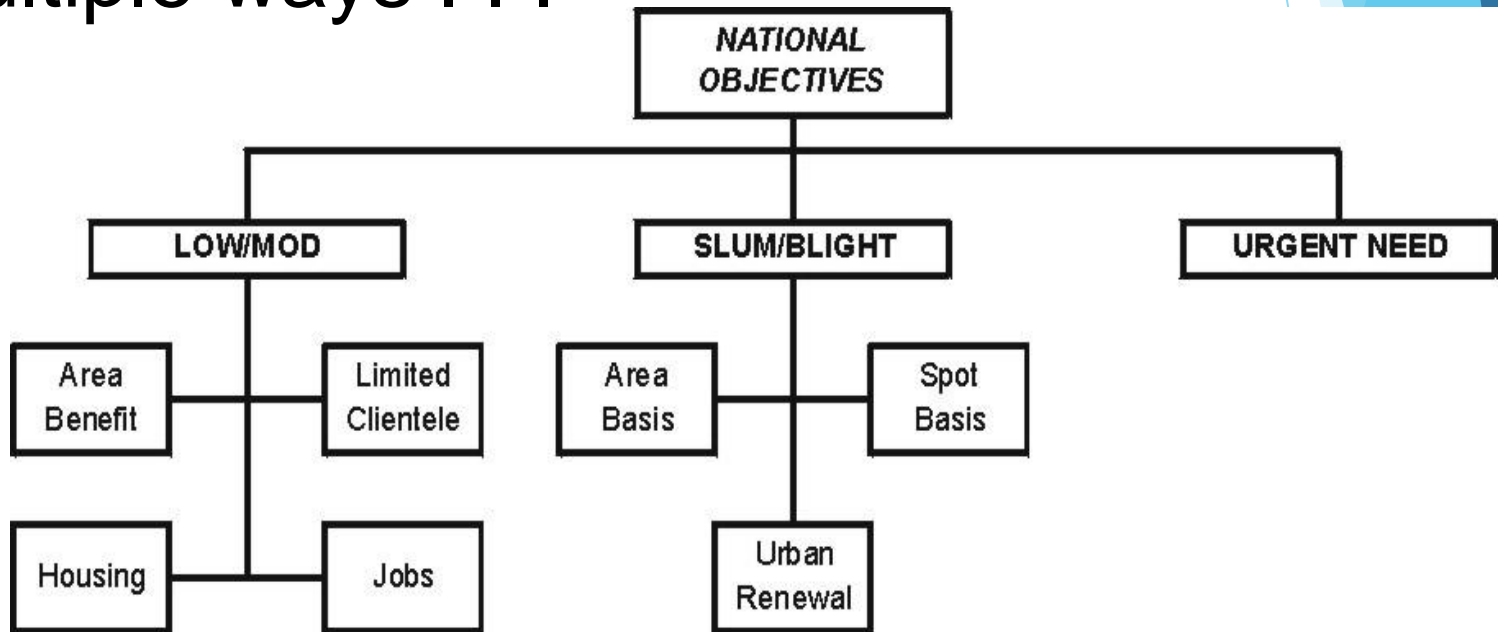 ways . . .
NATIONAL
OBJECTIVES
LOW/MOD
SLUM/BLIGHT
URGENT NEED
Area
Benefit
Limited
Clientele
Area
Basis
Spot
Basis
Housing
Jobs
Urban
Renewal